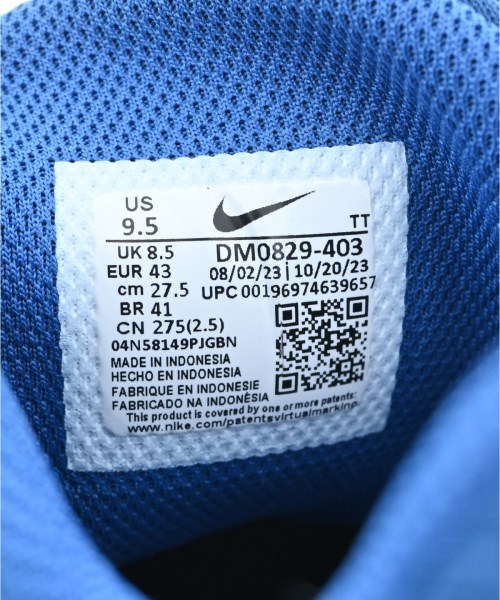 US
9.5
TT
UK 8.5
DM0829-403
EUR 43
08/02/23 | 10/20/23
cm 27.5
UPC 00196974639657
BR 41
CN 275(2.5)
04N58149PJGBN
MADE IN INDONESIA
HECHO EN INDONESIA
FABRIQUE EN INDONESIE
FABRICADO NA INDONÉSIA
This product is covered by one or more patents:
www.nike.com/patentsvirtualmarking